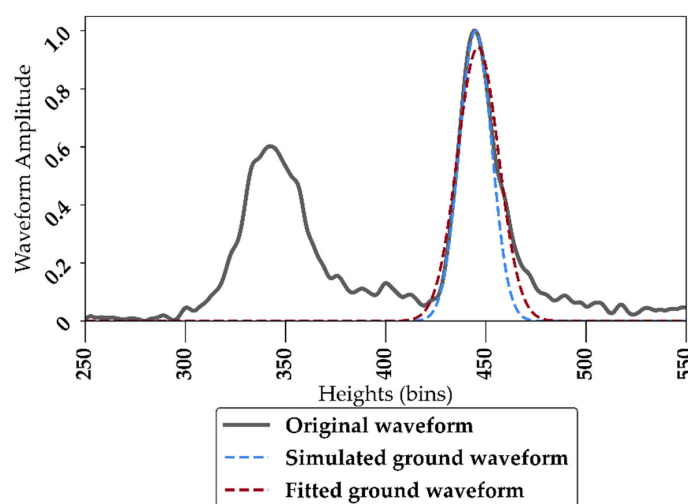 1.0
0.8
0.6
0.4
0.2
0
Waveform Amplitude
250 300 350 400 450 500 550
Heights (bins)
Original waveform
Simulated ground waveform
Fitted ground waveform